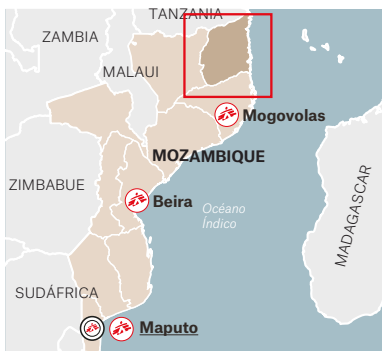 TANZANIA
ZAMBIA
MALAUI
Mogovolas
MOZAMBIQUE
ZIMBABUE
Beira
Océano
Índico
MADAGASCAR
SUDÁFRICA
Maputo